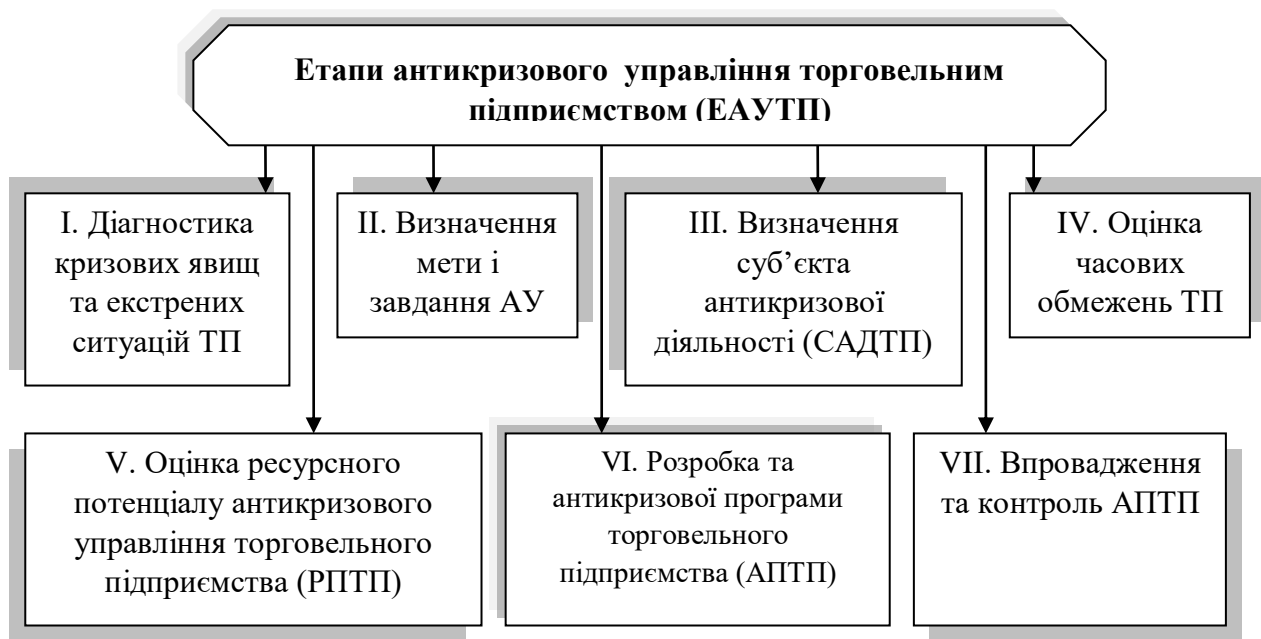 Етапи антикризового управління торговельним
підприємством (ЕАУТП)
I. Діагностика
кризових явищ
та екстрених
ситуацій ТП
II. Визначення
мети і
завдання АУ
III. Визначення
суб’єкта
антикризової
діяльності (САДТП)
IV. Оцінка
часових
обмежень ТП
V. Оцінка ресурсного
потенціалу антикризового
управління торговельного
підприємства (РПТП)
VI. Розробка та
антикризової програми
торговельного
підприємства (АПТП)
VII. Впровадження
та контроль АПТП